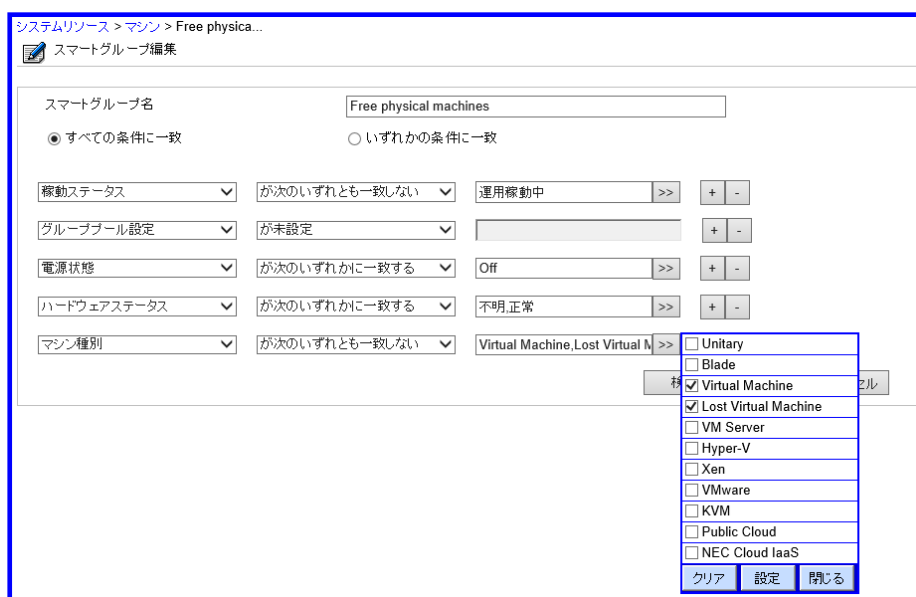 システムリソース > マシン > Free physica...
スマートグループ編集
スマートグループ名 Free physical machines
すべての条件に一致 いずれかの条件に一致
稼動ステータス が次のいずれとも一致しない 運用稼動中 >> + -
グループプール設定 が未設定 + -
電源状態 が次のいずれかに一致する Off >> + -
ハードウェアステータス が次のいずれかに一致する 不明,正常 >> + -
マシン種別 が次のいずれとも一致しない Virtual Machine,Lost Virtual >>
Unitary
Blade
Virtual Machine
Lost Virtual Machine
VM Server
Hyper-V
Xen
VMware
KVM
Public Cloud
NEC Cloud IaaS
クリア 設定 閉じる